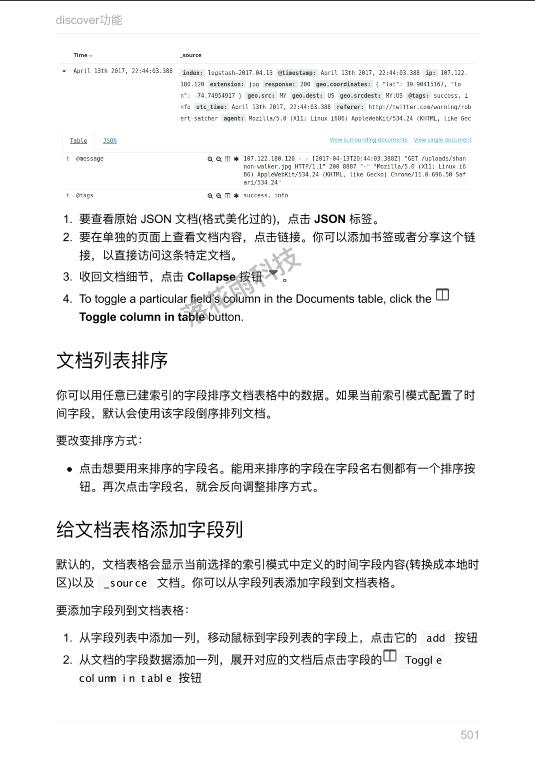 discover功能
Time _source
April 13th 2017, 22:44:03.388 index: logstash-2017.04.13 @timestamp: April 13th 2017, 22:44:03.388 ip: 107.122.
180.120 extension: jpg response: 200 geo.coordinates: { "lat": 39.90415167, "lo
n": -74.74954917 } geo.src: MY geo.dest: US geo.srcdest: MY:US @tags: success, i
nfo utc_time: April 13th 2017, 22:44:03.388 referer: http://twitter.com/warning/rob
ert-satcher agent: Mozilla/5.0 (X11; Linux i686) AppleWebKit/534.24 (KHTML, like Gec
Table JSON View surrounding documents View single document
t @message 107.122.180.120 - - [2017-04-13T20:44:03.388Z] "GET /uploads/shan
non-walker.jpg HTTP/1.1" 200 8887 "-" "Mozilla/5.0 (X11; Linux i6
86) AppleWebKit/534.24 (KHTML, like Gecko) Chrome/11.0.696.50 Saf
ari/534.24"
t @tags success, info
1. 要查看原始 JSON 文档(格式美化过的)，点击 JSON 标签。
2. 要在单独的页面上查看文档内容，点击链接。你可以添加书签或者分享这个链
接，以直接访问这条特定文档。
3. 收回文档细节，点击 Collapse 按钮 。
4. To toggle a particular field's column in the Documents table, click the
Toggle column in table button.
落花雨科技
文档列表排序
你可以用任意已建索引的字段排序文档表格中的数据。如果当前索引模式配置了时
间字段，默认会使用该字段倒序排列文档。
要改变排序方式：
● 点击想要用来排序的字段名。能用来排序的字段在字段名右侧都有一个排序按
钮。再次点击字段名，就会反向调整排序方式。
给文档表格添加字段列
默认的，文档表格会显示当前选择的索引模式中定义的时间字段内容(转换成本地时
区)以及 _source 文档。你可以从字段列表添加字段到文档表格。
要添加字段列到文档表格：
1. 从字段列表中添加一列，移动鼠标到字段列表的字段上，点击它的 add 按钮
2. 从文档的字段数据添加一列，展开对应的文档后点击字段的 Toggle
column in table 按钮
501